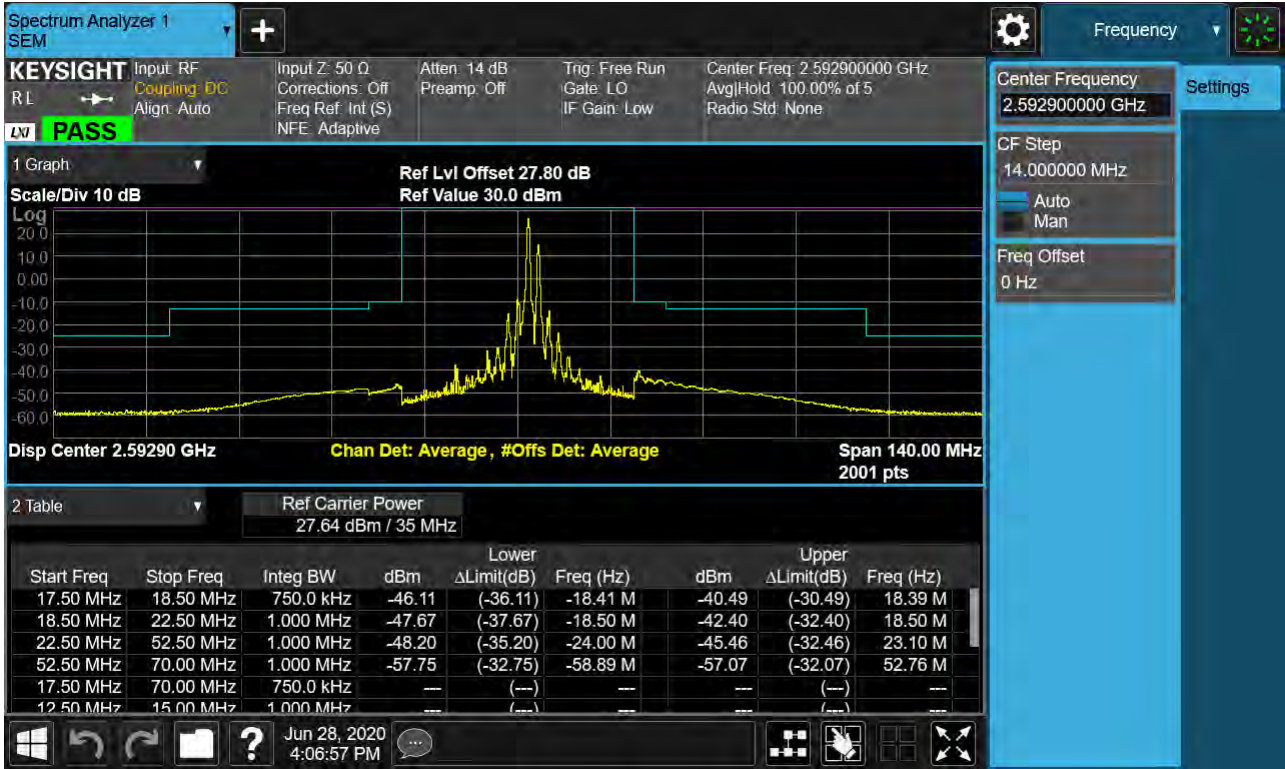 Spectrum Analyzer 1
SEM
+
Frequency
KEYSIGHT
R L
LXI
PASS
Input: RF
Coupling: DC
Align: Auto
Input Z: 50 Ω
Corrections: Off
Freq Ref: Int (S)
NFE: Adaptive
Atten: 14 dB
Preamp: Off
Trig: Free Run
Gate: LO
IF Gain: Low
Center Freq: 2.592900000 GHz
Avg|Hold: 100.00% of 5
Radio Std: None
Center Frequency
2.592900000 GHz
Settings
CF Step
14.000000 MHz
Auto
Man
Freq Offset
0 Hz
1 Graph
Scale/Div 10 dB
Ref Lvl Offset 27.80 dB
Ref Value 30.0 dBm
Log
20.0
10.0
0.00
-10.0
-20.0
-30.0
-40.0
-50.0
-60.0
Disp Center 2.59290 GHz Chan Det: Average , #Offs Det: Average Span 140.00 MHz
2001 pts
2 Table
Ref Carrier Power
27.64 dBm / 35 MHz
Lower Upper
Start Freq Stop Freq Integ BW dBm ΔLimit(dB) Freq (Hz) dBm ΔLimit(dB) Freq (Hz)
17.50 MHz 18.50 MHz 750.0 kHz -46.11 (-36.11) -18.41 M -40.49 (-30.49) 18.39 M
18.50 MHz 22.50 MHz 1.000 MHz -47.67 (-37.67) -18.50 M -42.40 (-32.40) 18.50 M
22.50 MHz 52.50 MHz 1.000 MHz -48.20 (-35.20) -24.00 M -45.46 (-32.46) 23.10 M
52.50 MHz 70.00 MHz 1.000 MHz -57.75 (-32.75) -58.89 M -57.07 (-32.07) 52.76 M
17.50 MHz 70.00 MHz 750.0 kHz --- (---) --- --- (---) ---
12.50 MHz 15.00 MHz 1.000 MHz --- (---) --- --- (---) ---
?
Jun 28, 2020
4:06:57 PM